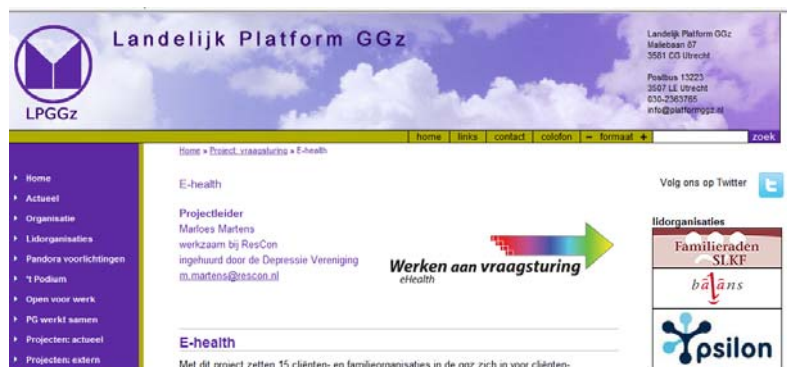 Landelijk Platform GGz
LPGGz
Landelijk Platform GGz
Maliebaan 87
3581 CG Utrecht
Postbus 13223
3507 LE Utrecht
030-2363765
info@platformggz.nl
home links contact colofon - formaat + zoek
Home » Project: vraagsturing » E-health
Home
Actueel
Organisatie
Lidorganisaties
Pandora voorlichtingen
't Podium
Open voor werk
PG werkt samen
Projecten: actueel
Projecten: extern
E-health
Projectleider
Marloes Martens
werkzaam bij ResCon
ingehuurd door de Depressie Vereniging
m.martens@rescon.nl
Werken aan vraagsturing
eHealth
E-health
Met dit project zetten 15 cliënten- en familieorganisaties in de ggz zich in voor cliënten-
Volg ons op Twitter
lidorganisaties
Familieraden
SLKF
balans
Ypsilon